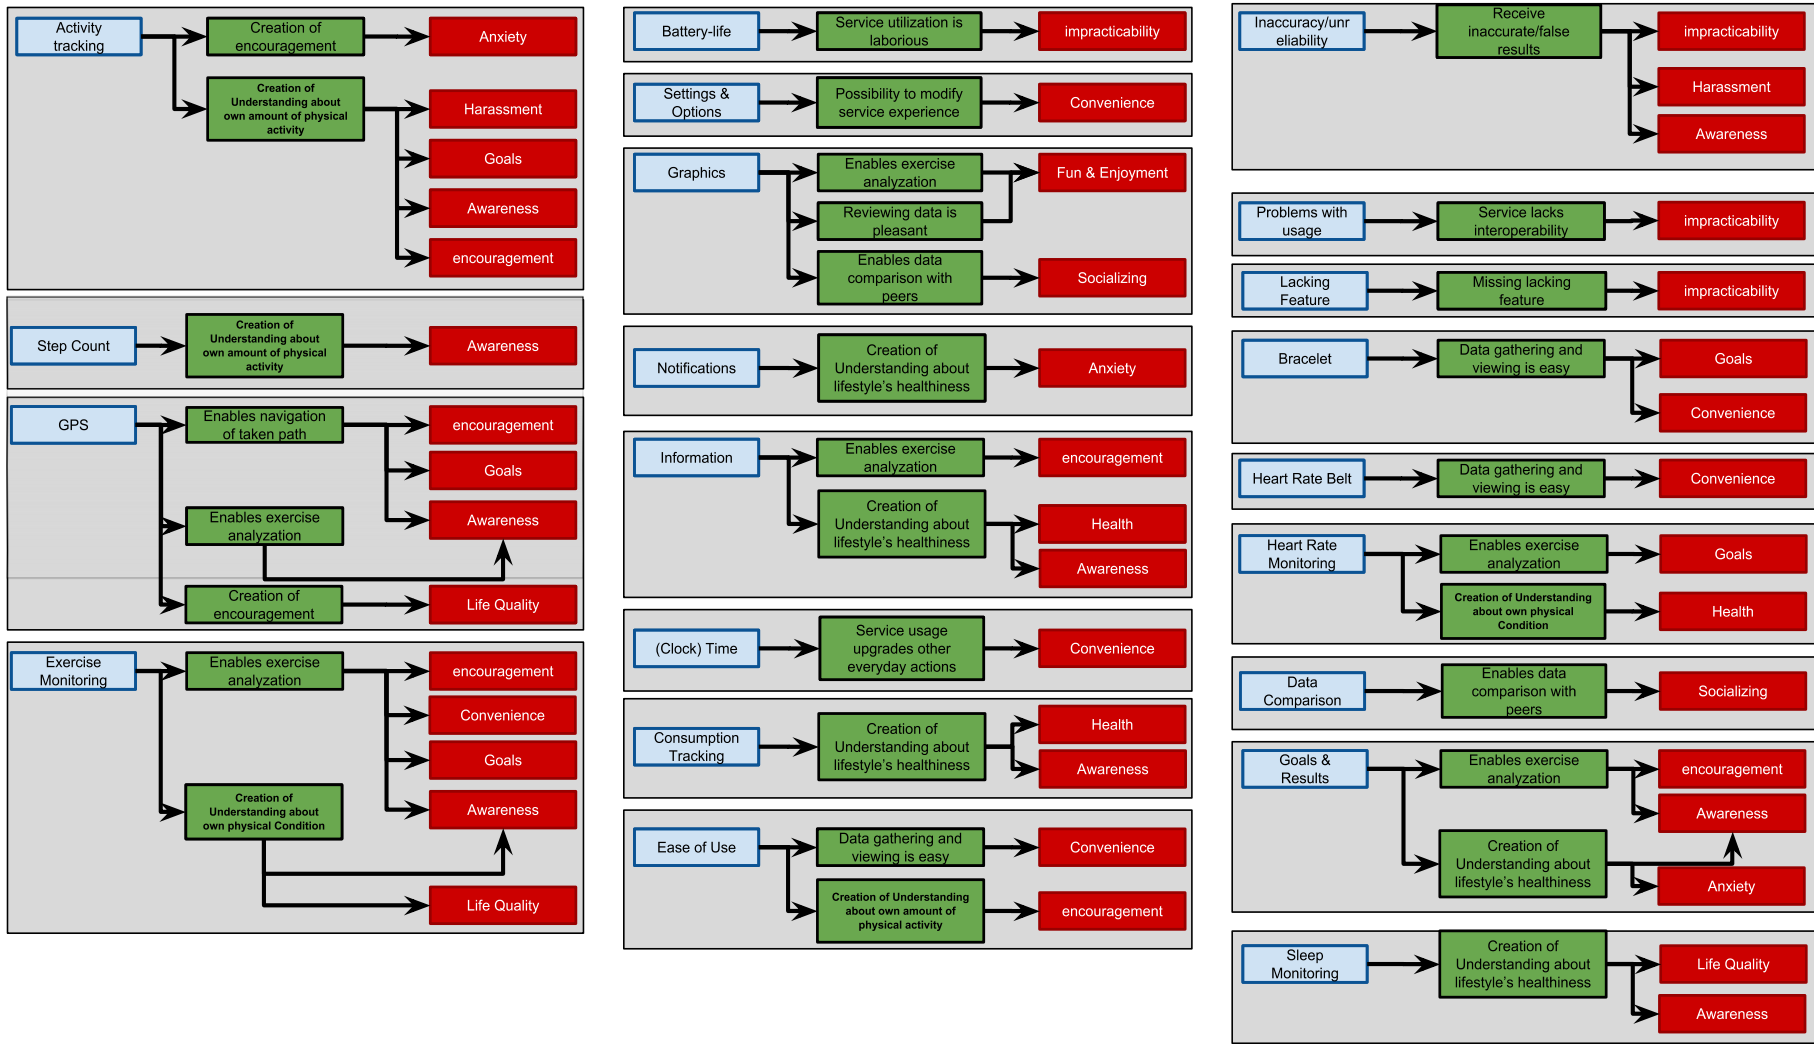 Activity
tracking
Creation of
encouragement
Anxiety
Creation of
Understanding about
own amount of physical
activity
Harassment
Goals
Awareness
encouragement
Step Count
Creation of
Understanding about
own amount of physical
activity
Awareness
GPS
Enables navigation
of taken path
encouragement
Goals
Awareness
Enables exercise
analyzation
Creation of
encouragement
Life Quality
Exercise
Monitoring
Enables exercise
analyzation
encouragement
Convenience
Goals
Awareness
Creation of
Understanding about
own physical Condition
Life Quality
Battery-life
Service utilization is
laborious
impracticability
Settings &
Options
Possibility to modify
service experience
Convenience
Graphics
Enables exercise
analyzation
Fun & Enjoyment
Reviewing data is
pleasant
Enables data
comparison with
peers
Socializing
Notifications
Creation of
Understanding about
lifestyle's healthiness
Anxiety
Information
Enables exercise
analyzation
encouragement
Creation of
Understanding about
lifestyle's healthiness
Health
Awareness
(Clock) Time
Service usage
upgrades other
everyday actions
Convenience
Consumption
Tracking
Creation of
Understanding about
lifestyle's healthiness
Health
Awareness
Ease of Use
Data gathering and
viewing is easy
Convenience
Creation of Understanding
about own amount of
physical activity
encouragement
Inaccuracy/unr
eliability
Receive
inaccurate/false
results
impracticability
Harassment
Awareness
Problems with
usage
Service lacks
interoperability
impracticability
Lacking
Feature
Missing lacking
feature
impracticability
Bracelet
Data gathering and
viewing is easy
Goals
Convenience
Heart Rate Belt
Data gathering and
viewing is easy
Convenience
Heart Rate
Monitoring
Enables exercise
analyzation
Goals
Creation of Understanding
about own physical
Condition
Health
Data
Comparison
Enables data
comparison with
peers
Socializing
Goals &
Results
Enables exercise
analyzation
encouragement
Awareness
Creation of
Understanding about
lifestyle's healthiness
Anxiety
Sleep
Monitoring
Creation of
Understanding about
lifestyle's healthiness
Life Quality
Awareness